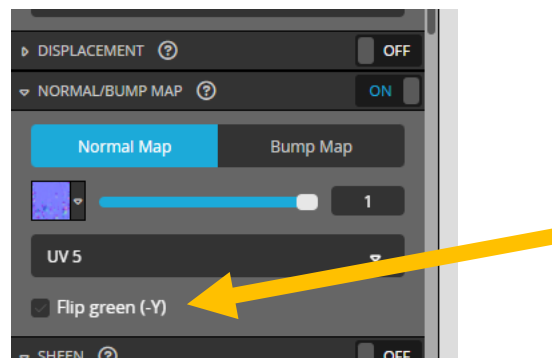 DISPLACEMENT ? OFF
NORMAL/BUMP MAP ? ON
Normal Map Bump Map
1
UV 5
Flip green (-Y)
SHEEN ? OFF